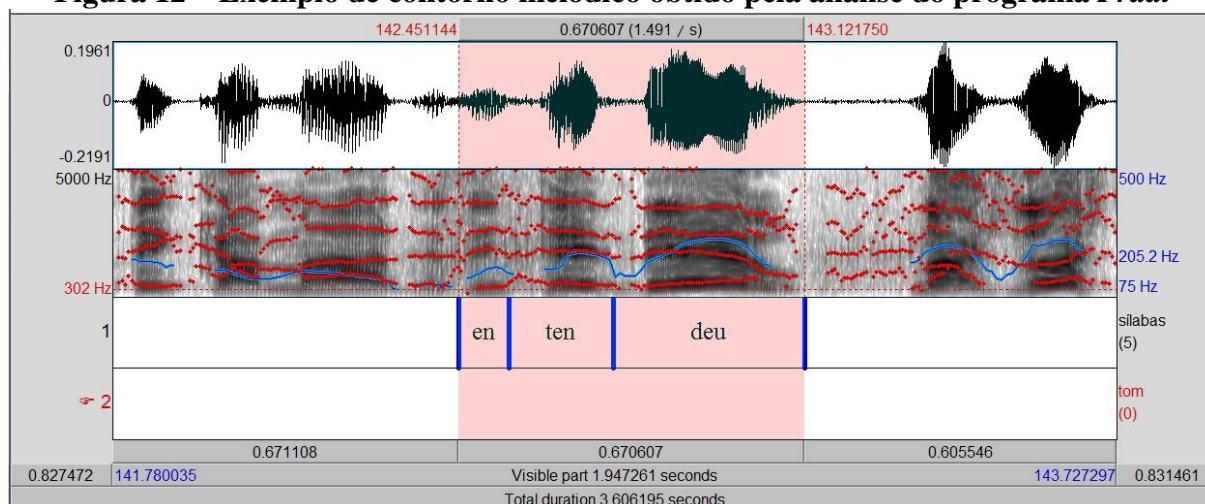 Figura 12 – Exemplo de contorno melódico obtido pela análise do programa Praat
142.451144 0.670607 (1.491 / s) 143.121750
0.1961
0
-0.2191
5000 Hz 500 Hz
205.2 Hz
302 Hz 75 Hz
1 en ten deu sílabas
(5)
2 tom
(0)
0.671108 0.670607 0.605546
0.827472 141.780035 Visible part 1.947261 seconds 143.727297 0.831461
Total duration 3.606195 seconds